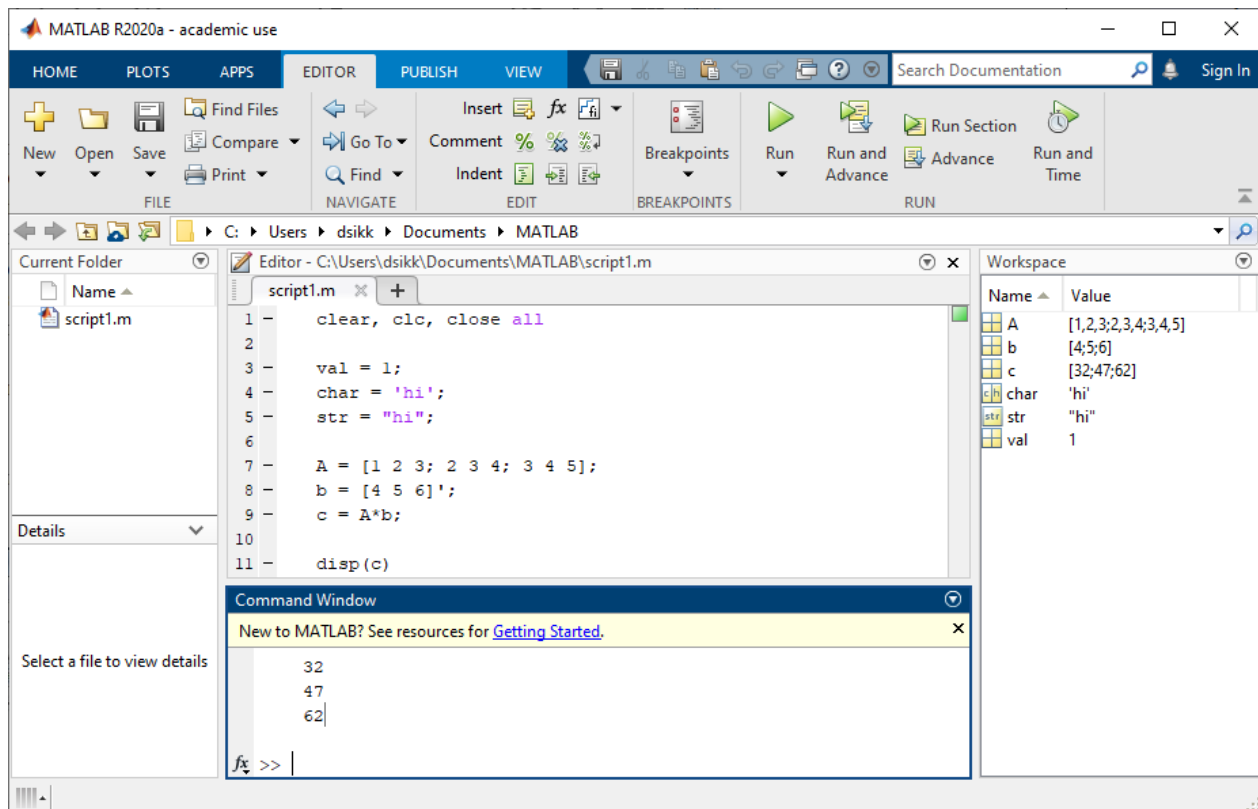 MATLAB R2020a - academic use
HOME PLOTS APPS EDITOR PUBLISH VIEW Search Documentation Sign In
New Open Save
Find Files
Compare
Print
FILE
Go To
Find
NAVIGATE
Insert fx
Comment %
Indent
EDIT
Breakpoints
BREAKPOINTS
Run
Run and Advance
Run Section
Advance
Run and Time
RUN
C: Users dsikk Documents MATLAB
Current Folder
Name
script1.m
Details
Select a file to view details
Editor - C:\Users\dsikk\Documents\MATLAB\script1.m
script1.m +
1 - clear, clc, close all
2
3 - val = 1;
4 - char = 'hi';
5 - str = "hi";
6
7 - A = [1 2 3; 2 3 4; 3 4 5];
8 - b = [4 5 6]';
9 - c = A*b;
10
11 - disp(c)
Command Window
New to MATLAB? See resources for Getting Started.
32
47
62
fx >>
Workspace
Name Value
A [1,2,3;2,3,4;3,4,5]
b [4;5;6]
c [32;47;62]
ch char 'hi'
str str "hi"
val 1